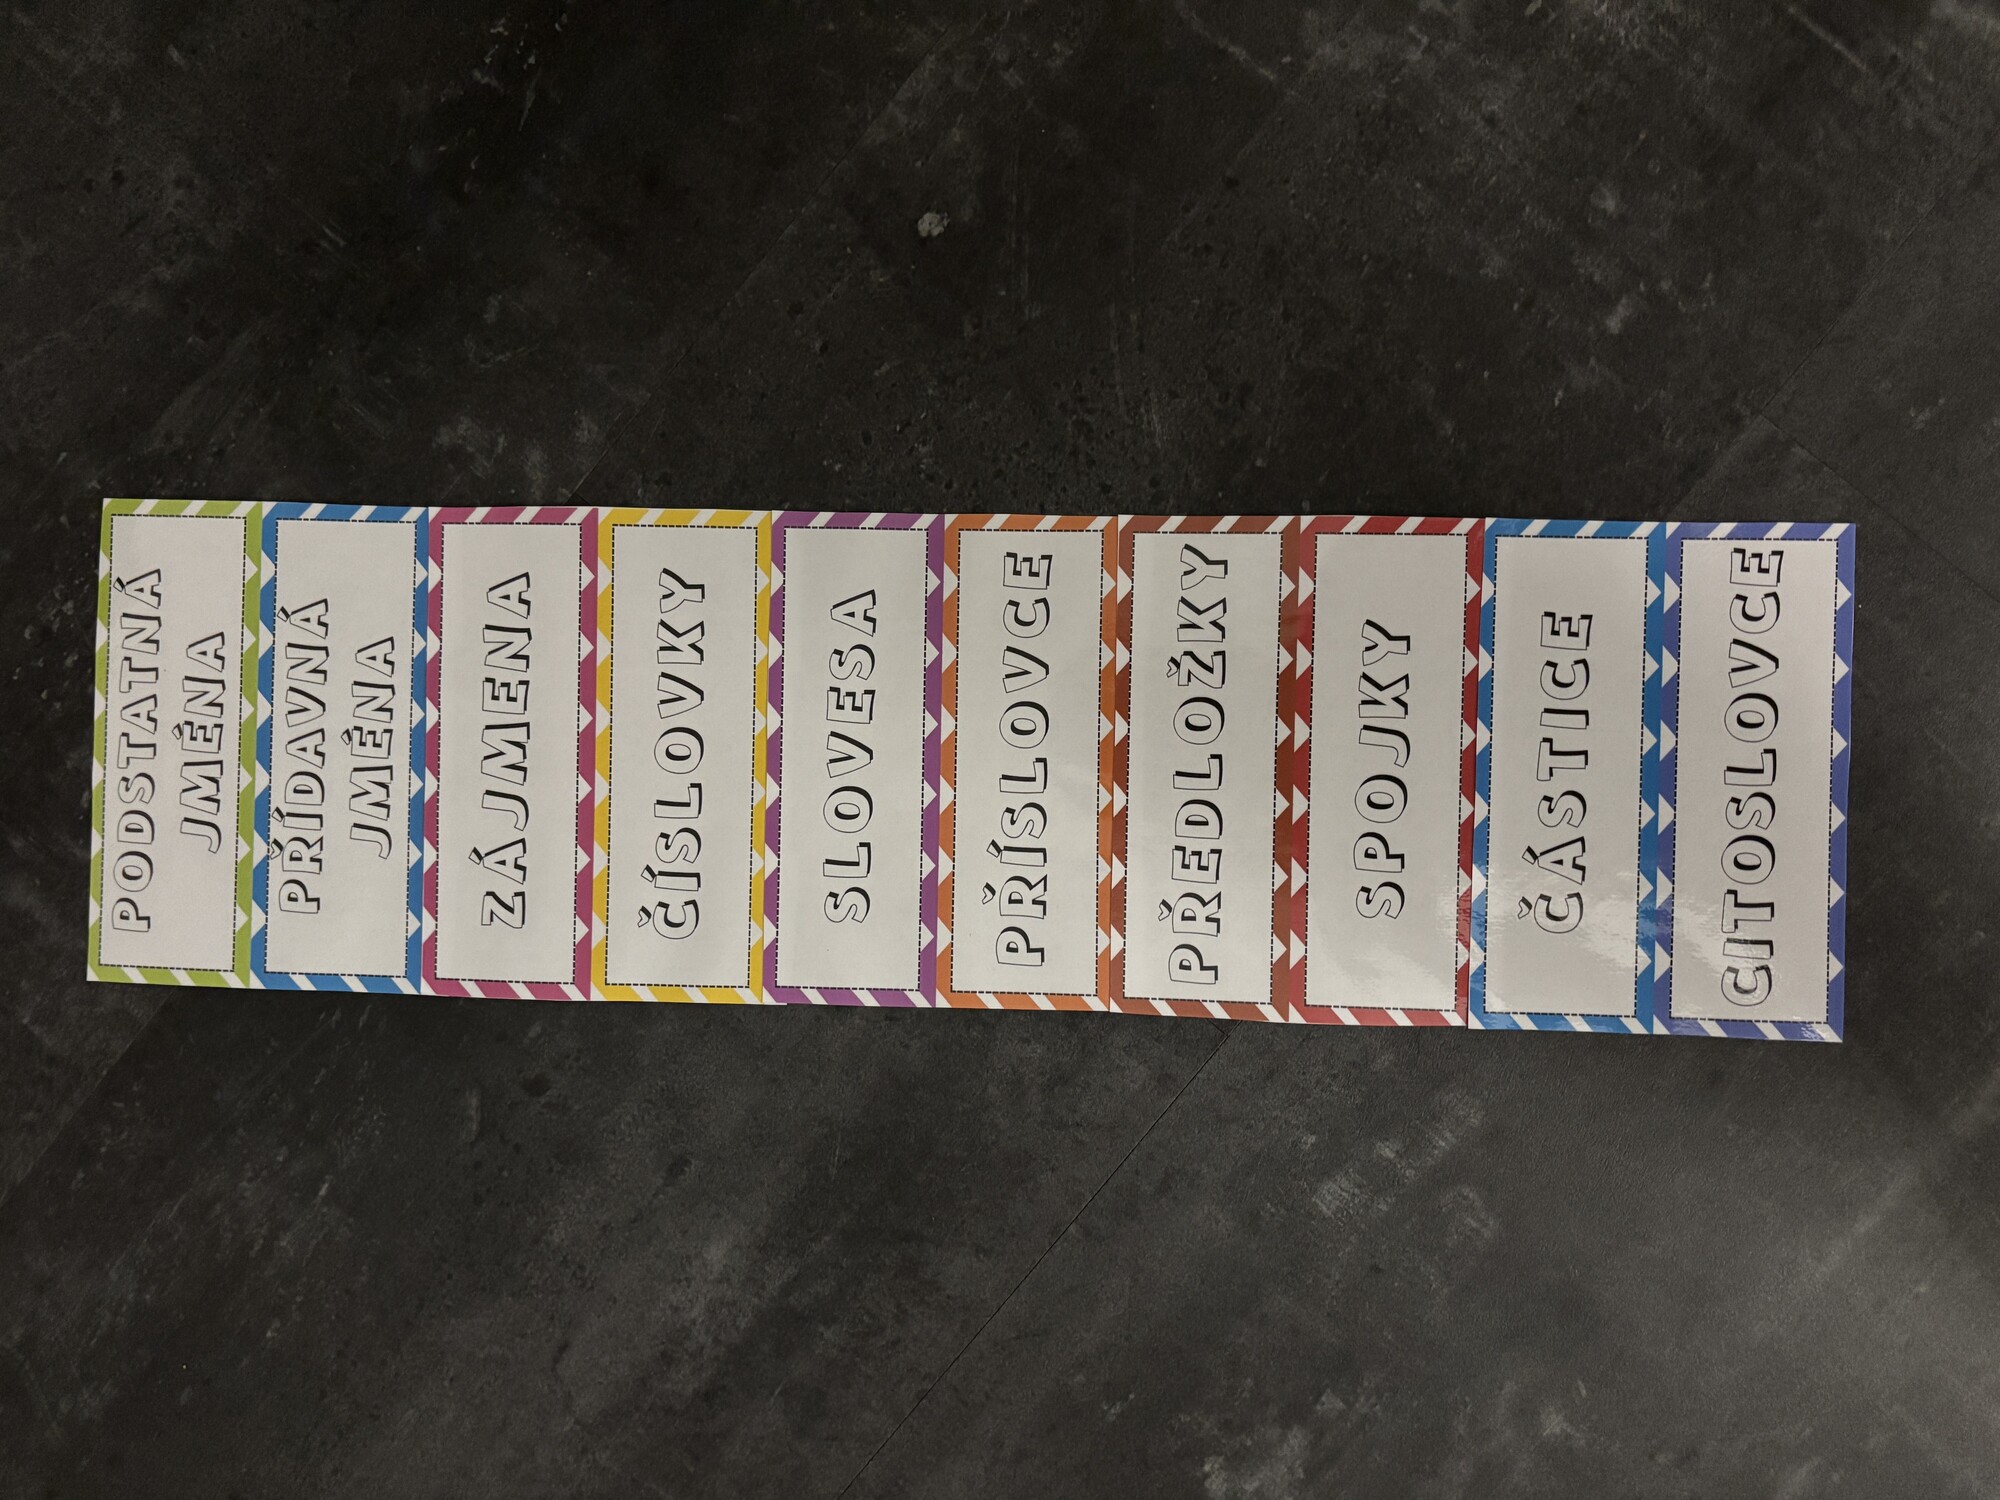 PODSTATNÁ
JMÉNA
PŘÍDAVNÁ
JMÉNA
ZÁJMENA
ČÍSLOVKY
SLOVESA
PŘÍSLOVCE
PŘEDLOŽKY
SPOJKY
ČÁSTICE
CITOSLOVCE